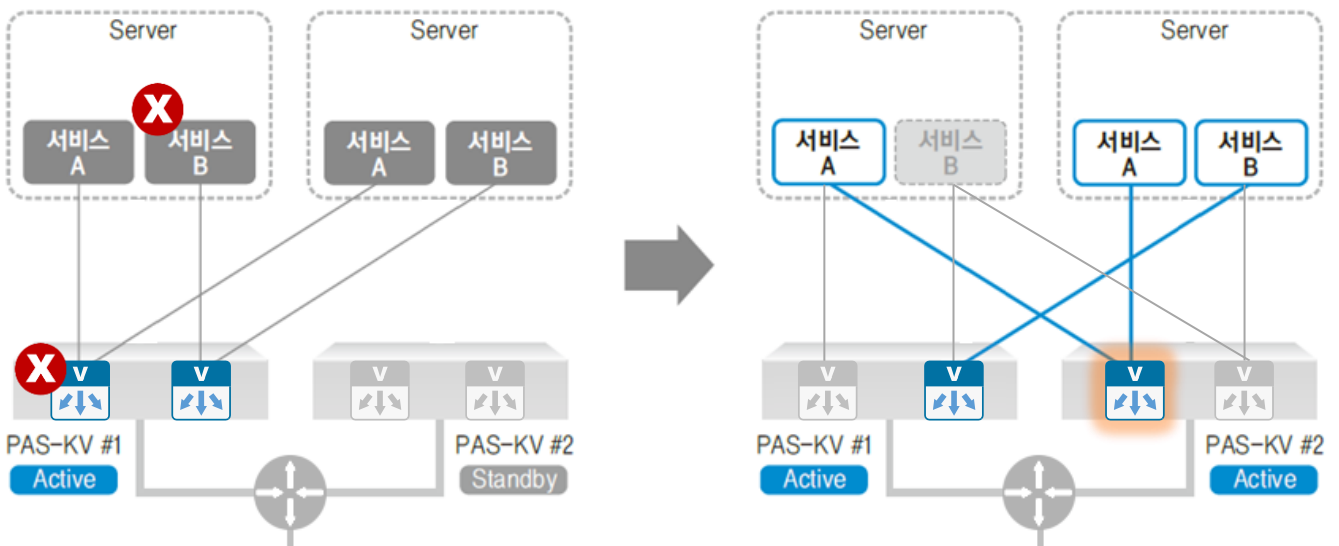 Server
Server
Server
Server
X
서비스
A
서비스
B
서비스
A
서비스
B
서비스
A
서비스
B
서비스
A
서비스
B
X
V
V
V
V
V
V
V
V
PAS-KV #1
PAS-KV #2
PAS-KV #1
PAS-KV #2
Active
Standby
Active
Active